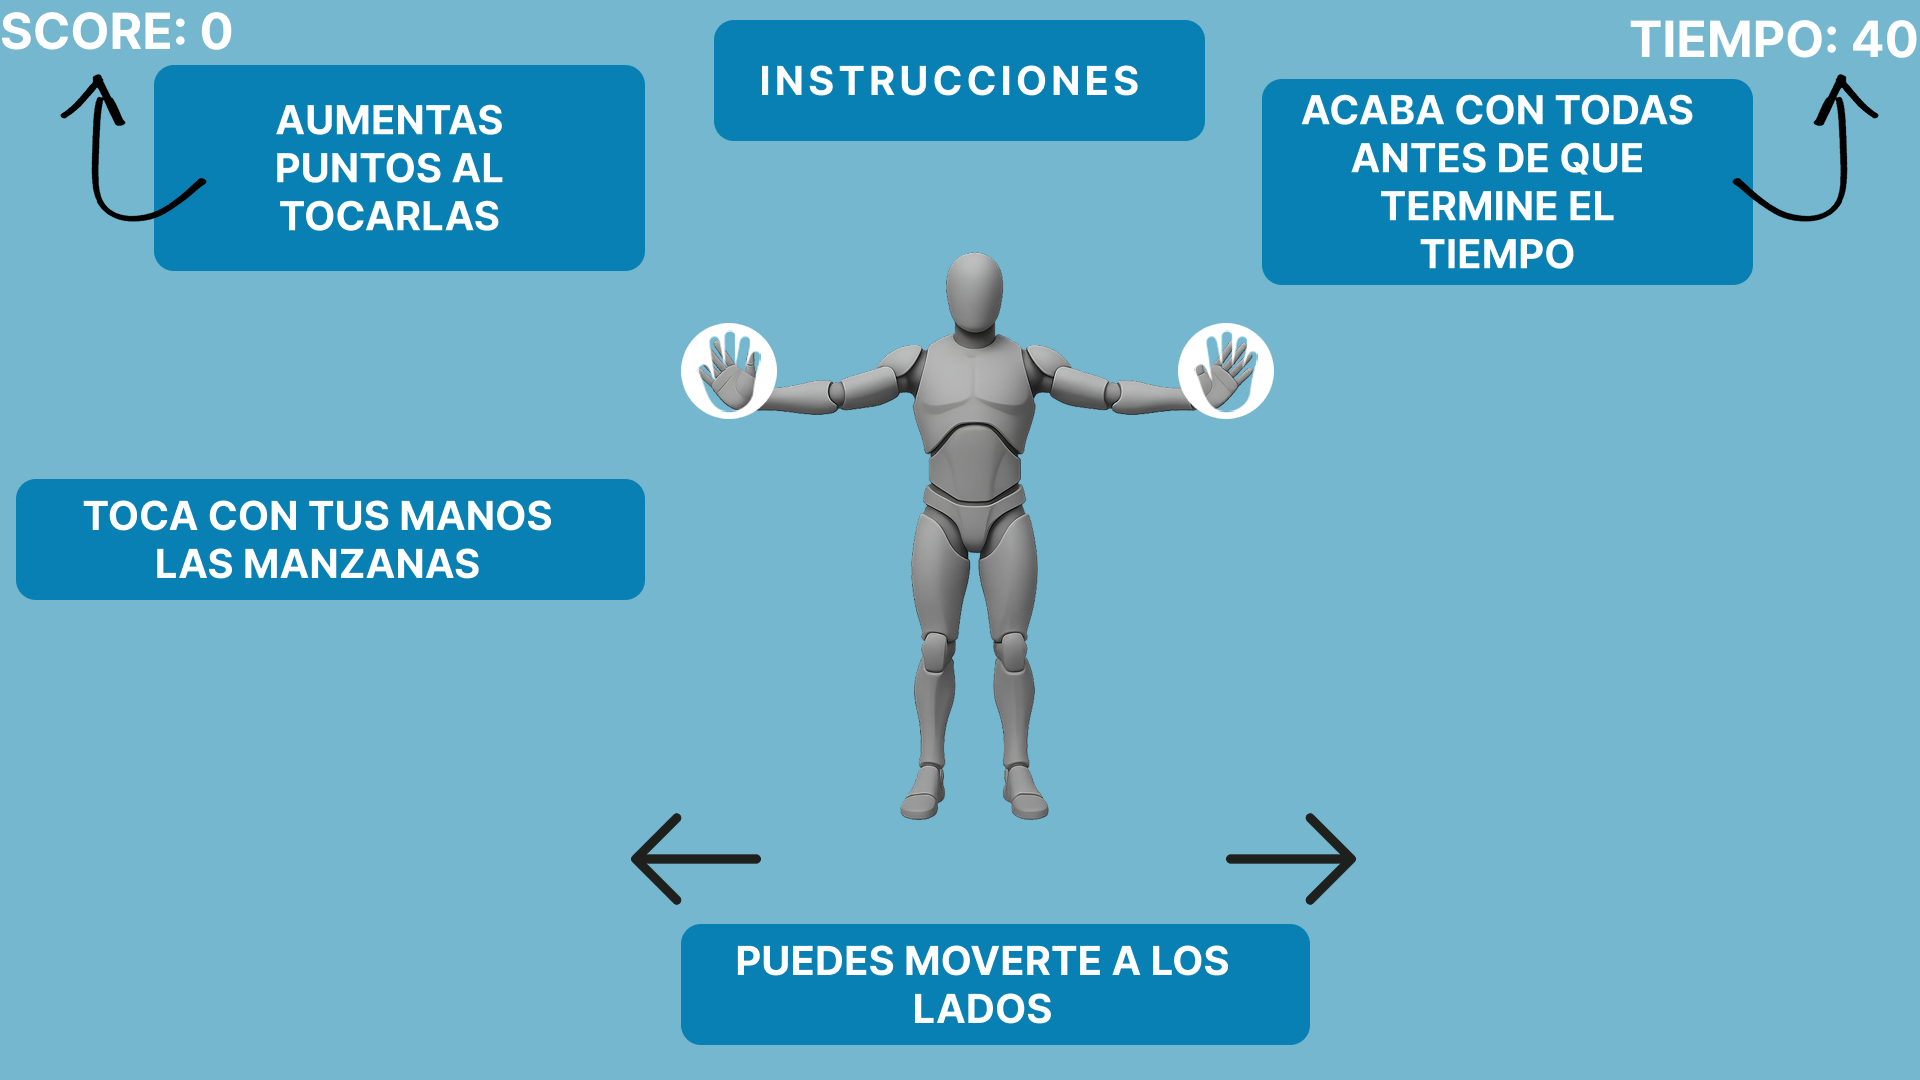 SCORE: 0
INSTRUCCIONES
TIEMPO: 40
AUMENTAS
PUNTOS AL
TOCARLAS
ACABA CON TODAS
ANTES DE QUE
TERMINE EL
TIEMPO
TOCA CON TUS MANOS
LAS MANZANAS
PUEDES MOVERTE A LOS
LADOS